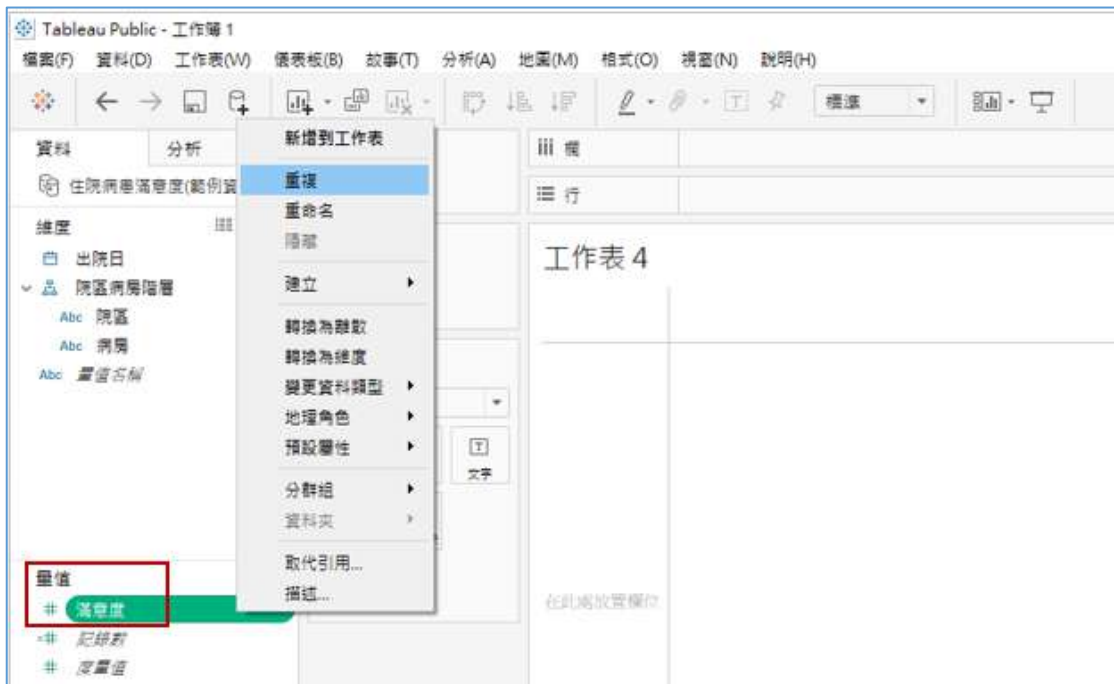 Tableau Public - 工作簿 1
檔案(F) 資料(D) 工作表(W) 儀表板(B) 故事(T) 分析(A) 地圖(M) 格式(O) 視窗(N) 說明(H)
標準
資料 分析
住院病患滿意度(範例資
維度
出院日
院區病房階層
Abc 院區
Abc 病房
Abc 量值名稱
量值
# 滿意度
=# 記錄數
# 度量值
新增到工作表
重複
重命名
隱藏
建立
轉換為離散
轉換為維度
變更資料類型
地理角色
預設屬性
分群組
資料夾
取代引用...
描述...
T
文字
iii 欄
行
工作表 4
在此處放置欄位